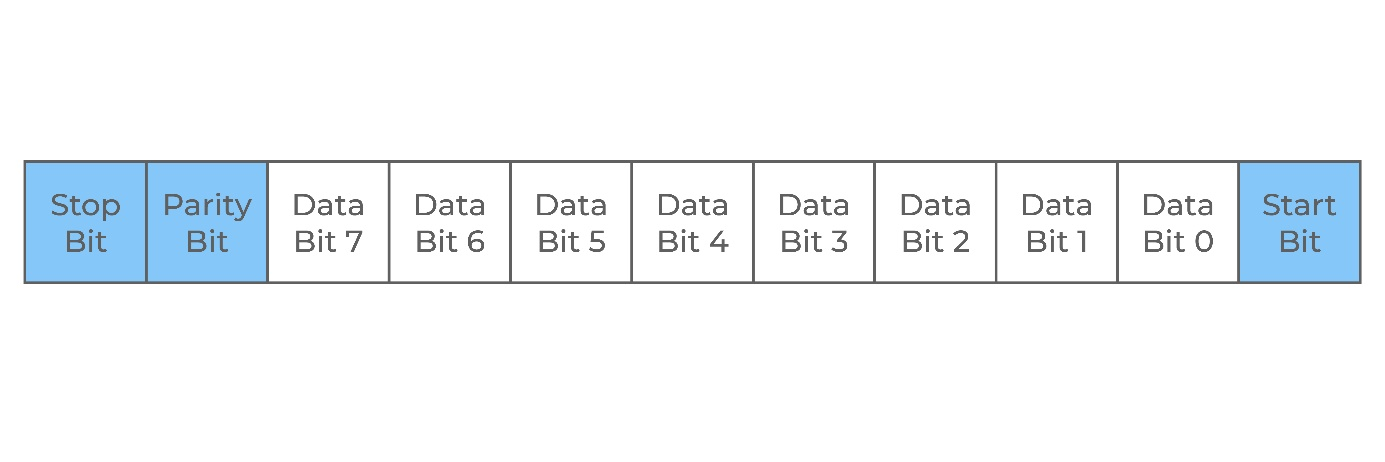 Stop
Bit
Parity
Bit
Data
Bit 7
Data
Bit 6
Data
Bit 5
Data
Bit 4
Data
Bit 3
Data
Bit 2
Data
Bit 1
Data
Bit 0
Start
Bit